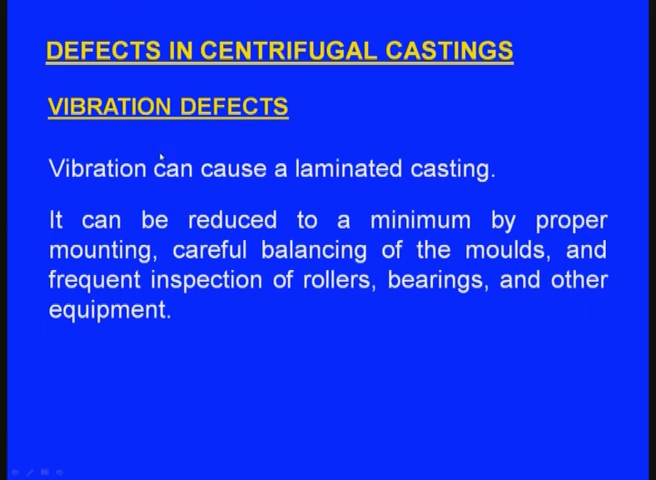 DEFECTS IN CENTRIFUGAL CASTINGS
VIBRATION DEFECTS
Vibration can cause a laminated casting.
It can be reduced to a minimum by proper
mounting, careful balancing of the moulds, and
frequent inspection of rollers, bearings, and other
equipment.